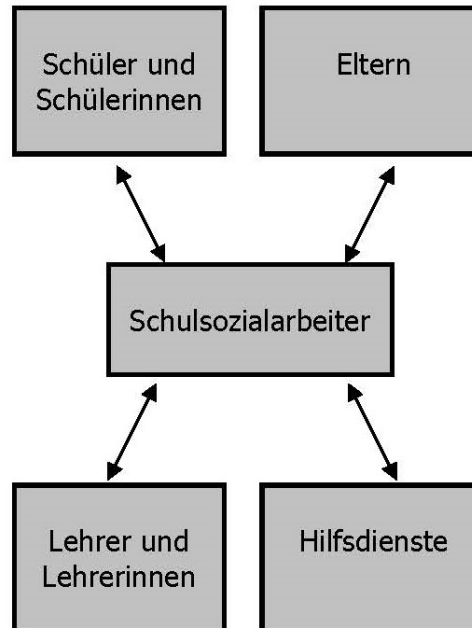 Schüler und
Schülerinnen
Eltern
Schulsozialarbeiter
Lehrer und
Lehrerinnen
Hilfsdienste